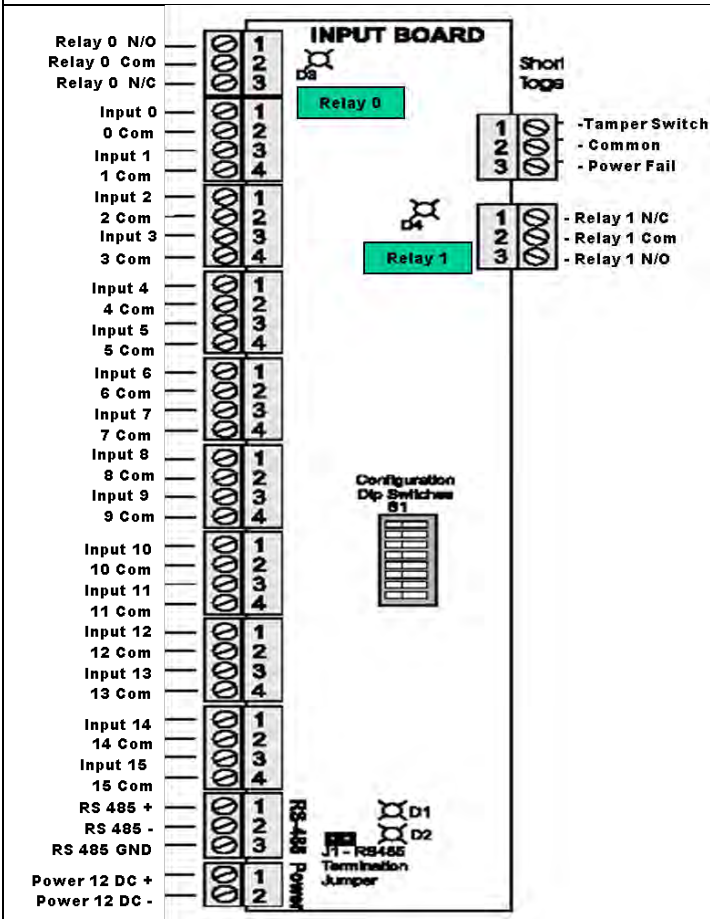 INPUT BOARD
Relay 0 N/O 1
Relay 0 Com 2
Relay 0 N/C 3
D3
Relay 0
Input 0 1
0 Com 2
Input 1 3
1 Com 4
Input 2 1
2 Com 2
Input 3 3
3 Com 4
Input 4 1
4 Com 2
Input 5 3
5 Com 4
Input 6 1
6 Com 2
Input 7 3
7 Com 4
Input 8 1
8 Com 2
Input 9 3
9 Com 4
Input 10 1
10 Com 2
Input 11 3
11 Com 4
Input 12 1
12 Com 2
Input 13 3
13 Com 4
Input 14 1
14 Com 2
Input 15 3
15 Com 4
RS 485 + 1
RS 485 - 2
RS 485 GND 3
RS-485
Power 12 DC + 1
Power 12 DC - 2
Power
Short
Toge
1 -Tamper Switch
2 - Common
3 - Power Fail
D4
Relay 1
1 - Relay 1 N/C
2 - Relay 1 Com
3 - Relay 1 N/O
Configuration
Dip Switches
S1
D1
D2
J1 - RS485
Termination
Jumper